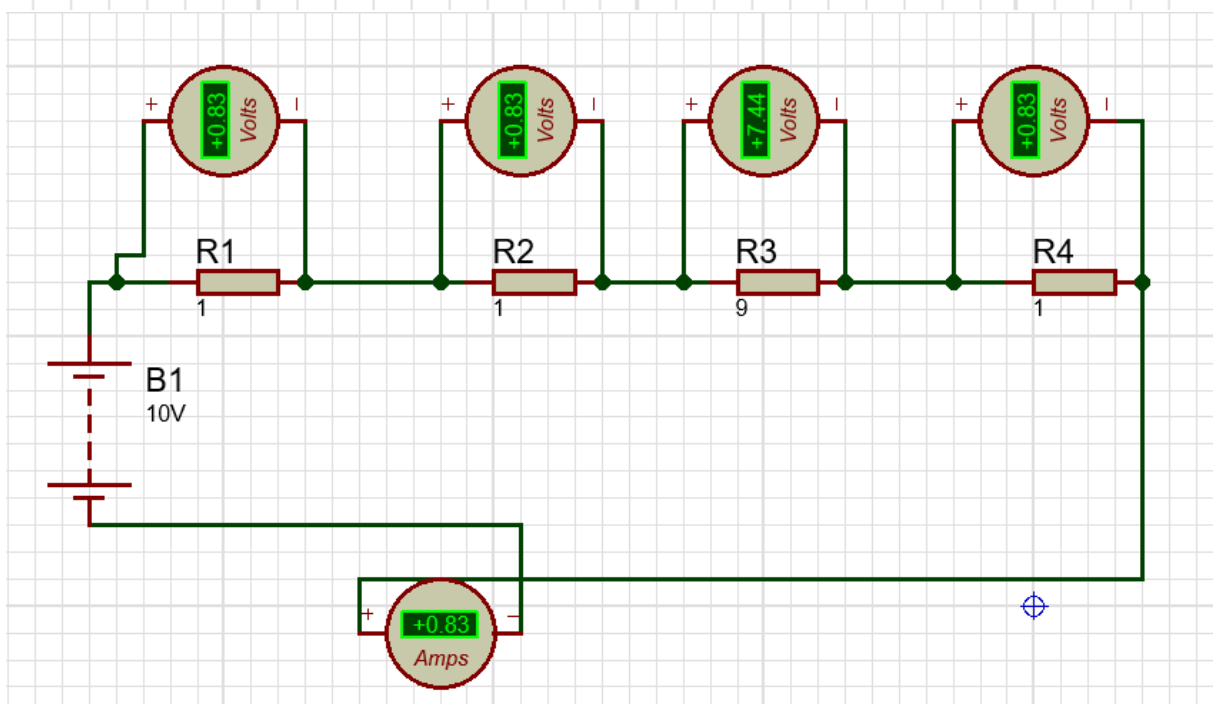 + +0.83 Volts −
+ +0.83 Volts −
+ +7.44 Volts −
+ +0.83 Volts −
R1
1
R2
1
R3
9
R4
1
B1
10V
+ −
+0.83
Amps